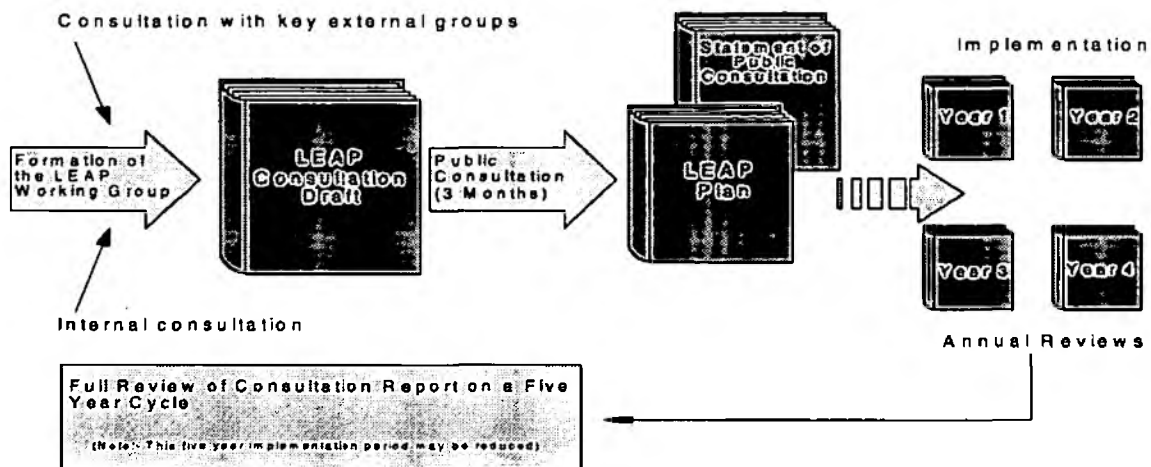 Consultation with key external groups
Formation of
the LEAP
Working Group
Internal consultation
LEAP
Consultation
Draft
Public
Consultation
(3 Months)
Statement of
Public
Consultation
LEAP
Plan
Implementation
Year 1
Year 2
Year 3
Year 4
Annual Reviews
Full Review of Consultation Report on a Five
Year Cycle
(Note:- This five year implementation period may be reduced)